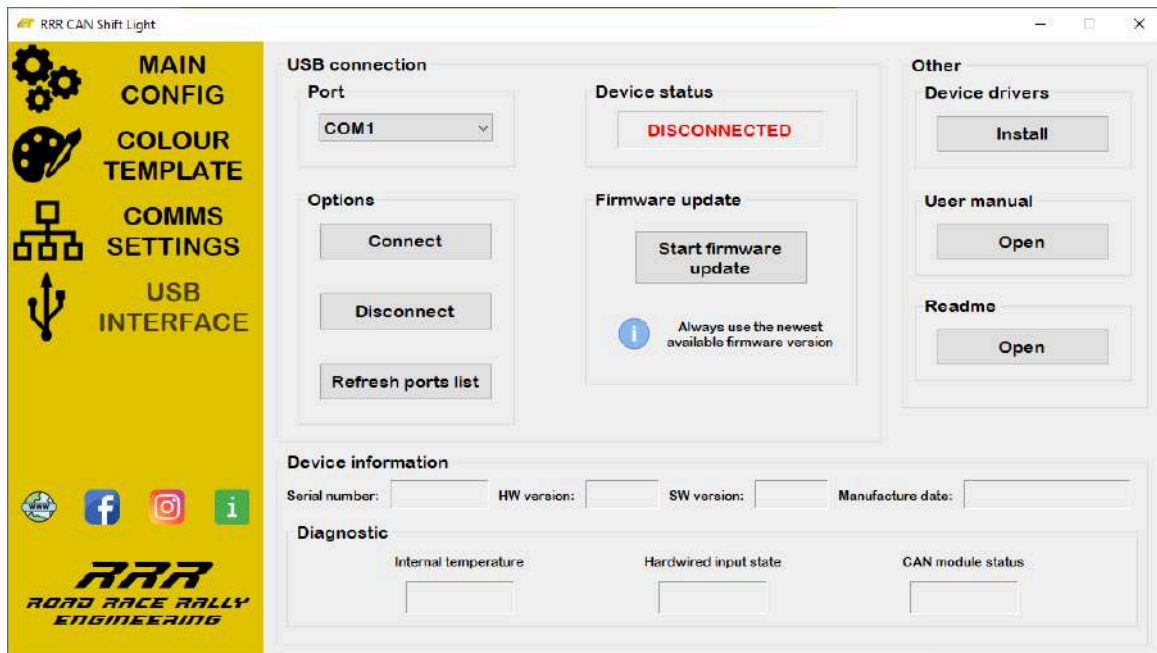 RRR CAN Shift Light
MAIN
CONFIG
COLOUR
TEMPLATE
COMMS
SETTINGS
USB
INTERFACE
www
f
i
RRR
ROAD RACE RALLY
ENGINEERING
USB connection
Port
COM1
Device status
DISCONNECTED
Options
Connect
Disconnect
Refresh ports list
Firmware update
Start firmware
update
i
Always use the newest
available firmware version
Other
Device drivers
Install
User manual
Open
Readme
Open
Device information
Serial number: HW version: SW version: Manufacture date:
Diagnostic
Internal temperature Hardwired input state CAN module status